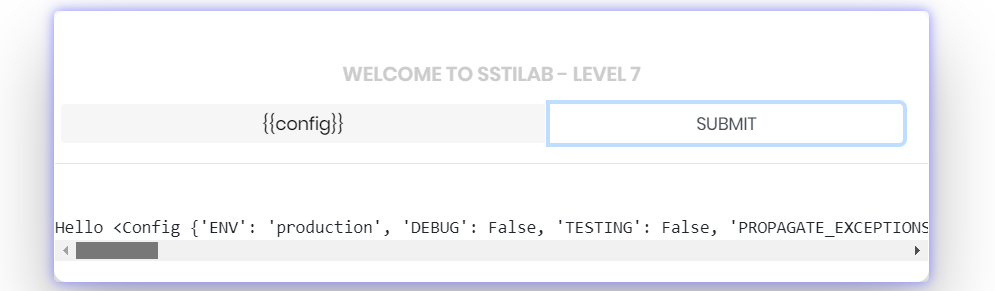 WELCOME TO SSTILAB - LEVEL 7
{{config}} SUBMIT
Hello <Config {'ENV': 'production', 'DEBUG': False, 'TESTING': False, 'PROPAGATE_EXCEPTIONS